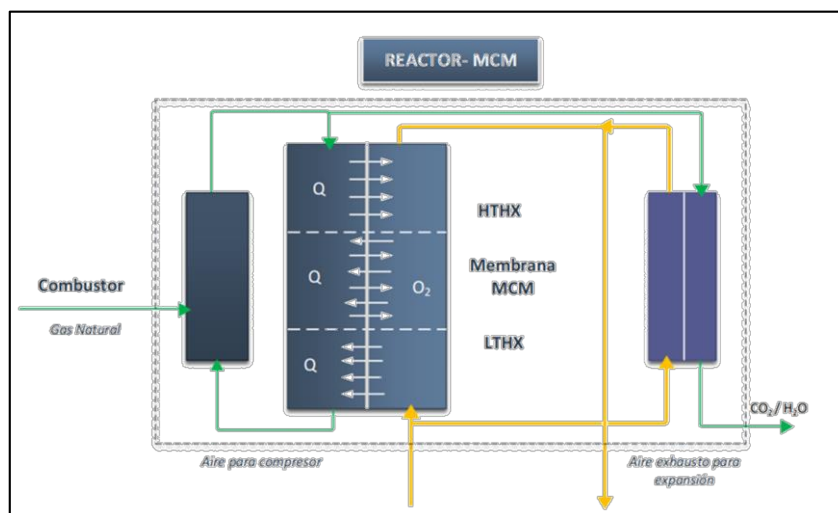 REACTOR- MCM
Q
HTHX
Combustor
Gas Natural
Q
O₂
Membrana
MCM
Q
LTHX
CO₂/H₂O
Aire para compresor
Aire exhausto para
expansión